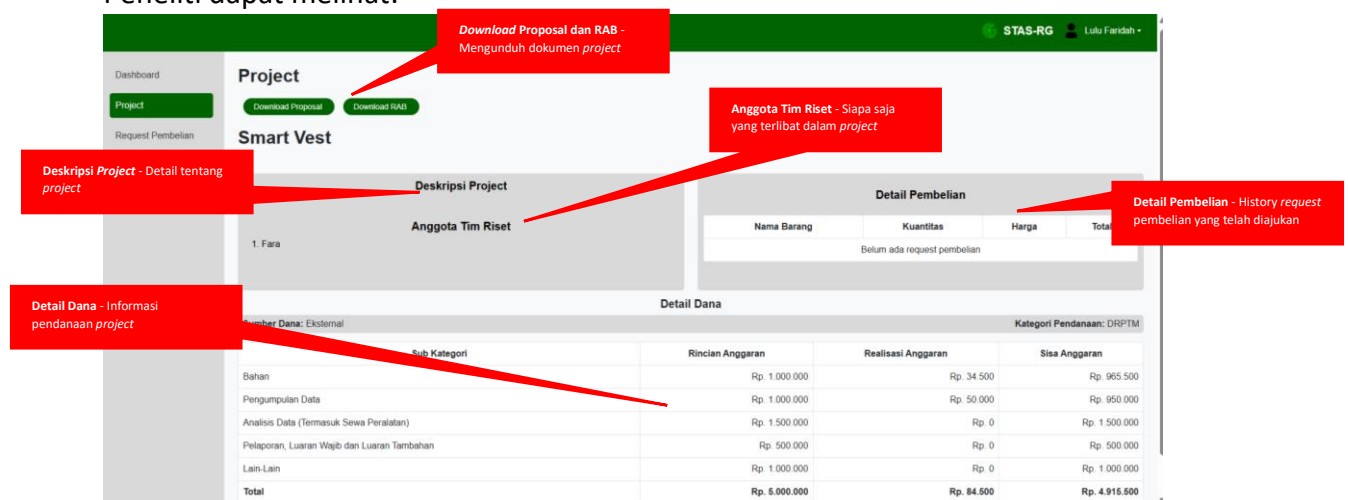 Peneliti dapat melihat:
Download Proposal dan RAB -
Mengunduh dokumen project
STAS-RG
Lulu Faridah
Dashboard
Project
Request Pembelian
Project
Download Proposal
Download RAB
Smart Vest
Anggota Tim Riset - Siapa saja
yang terlibat dalam project
Deskripsi Project - Detail tentang
project
Deskripsi Project
Anggota Tim Riset
1. Fara
Detail Pembelian
Nama Barang Kuantitas Harga Total
Belum ada request pembelian
Detail Pembelian - History request
pembelian yang telah diajukan
Detail Dana - Informasi
pendanaan project
Detail Dana
Sumber Dana: Eksternal Kategori Pendanaan: DRPTM
Sub Kategori Rincian Anggaran Realisasi Anggaran Sisa Anggaran
Bahan Rp. 1.000.000 Rp. 34.500 Rp. 965.500
Pengumpulan Data Rp. 1.000.000 Rp. 50.000 Rp. 950.000
Analisis Data (Termasuk Sewa Peralatan) Rp. 1.500.000 Rp. 0 Rp. 1.500.000
Pelaporan, Luaran Wajib dan Luaran Tambahan Rp. 500.000 Rp. 0 Rp. 500.000
Lain-Lain Rp. 1.000.000 Rp. 0 Rp. 1.000.000
Total Rp. 5.000.000 Rp. 84.500 Rp. 4.915.500